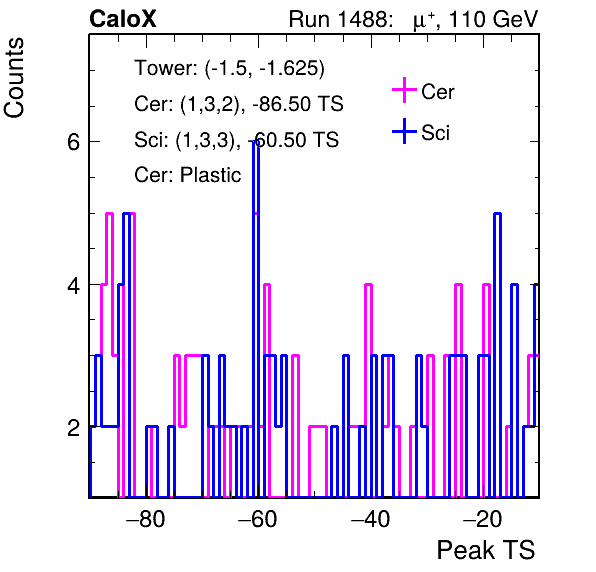 CaloX Run 1488: μ⁺, 110 GeV
Counts
Tower: (-1.5, -1.625)
Cer: (1,3,2), -86.50 TS
Sci: (1,3,3), -60.50 TS
Cer: Plastic
Cer
Sci
6
4
2
−80 −60 −40 −20
Peak TS